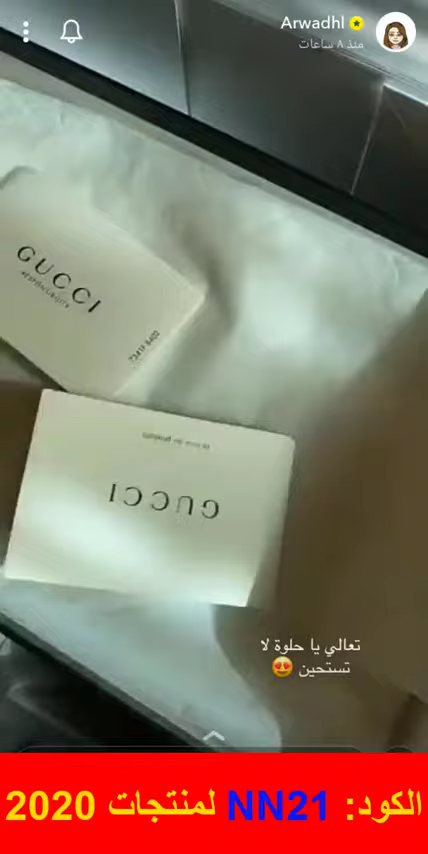 Arwadhl
منذ ٨ ساعات
GUCCI
GUCCI
تعالي يا حلوة لا
تستحين 😍
الكود: NN21 لمنتجات 2020